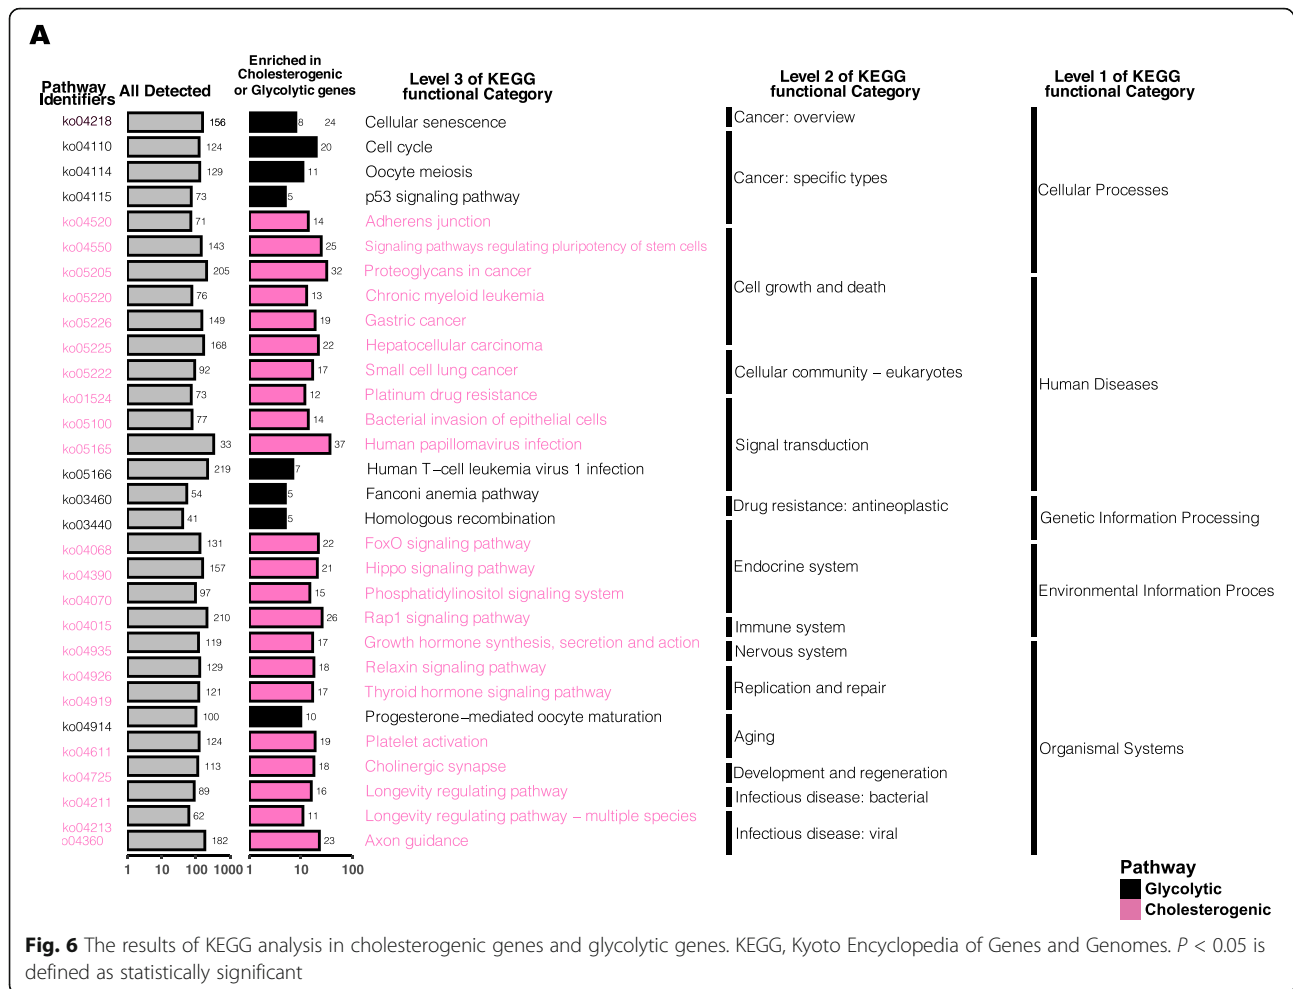 A
Pathway Identifiers
All Detected
Enriched in
Cholesterogenic
or Glycolytic genes
Level 3 of KEGG
functional Category
Level 2 of KEGG
functional Category
Level 1 of KEGG
functional Category
ko04218 156 8 24 Cellular senescence
ko04110 124 20 Cell cycle
ko04114 129 11 Oocyte meiosis
ko04115 73 5 p53 signaling pathway
ko04520 71 14 Adherens junction
ko04550 143 25 Signaling pathways regulating pluripotency of stem cells
ko05205 205 32 Proteoglycans in cancer
ko05220 76 13 Chronic myeloid leukemia
ko05226 149 19 Gastric cancer
ko05225 168 22 Hepatocellular carcinoma
ko05222 92 17 Small cell lung cancer
ko01524 73 12 Platinum drug resistance
ko05100 77 14 Bacterial invasion of epithelial cells
ko05165 33 37 Human papillomavirus infection
ko05166 219 7 Human T−cell leukemia virus 1 infection
ko03460 54 5 Fanconi anemia pathway
ko03440 41 5 Homologous recombination
ko04068 131 22 FoxO signaling pathway
ko04390 157 21 Hippo signaling pathway
ko04070 97 15 Phosphatidylinositol signaling system
ko04015 210 26 Rap1 signaling pathway
ko04935 119 17 Growth hormone synthesis, secretion and action
ko04926 129 18 Relaxin signaling pathway
ko04919 121 17 Thyroid hormone signaling pathway
ko04914 100 10 Progesterone−mediated oocyte maturation
ko04611 124 19 Platelet activation
ko04725 113 18 Cholinergic synapse
ko04211 89 16 Longevity regulating pathway
ko04213 62 11 Longevity regulating pathway − multiple species
o04360 182 23 Axon guidance
1 10 100 1000
1 10 100
Cancer: overview
Cancer: specific types
Cell growth and death
Cellular community − eukaryotes
Signal transduction
Drug resistance: antineoplastic
Endocrine system
Immune system
Nervous system
Replication and repair
Aging
Development and regeneration
Infectious disease: bacterial
Infectious disease: viral
Cellular Processes
Human Diseases
Genetic Information Processing
Environmental Information Proces
Organismal Systems
Pathway
Glycolytic
Cholesterogenic
Fig. 6 The results of KEGG analysis in cholesterogenic genes and glycolytic genes. KEGG, Kyoto Encyclopedia of Genes and Genomes. P < 0.05 is
defined as statistically significant